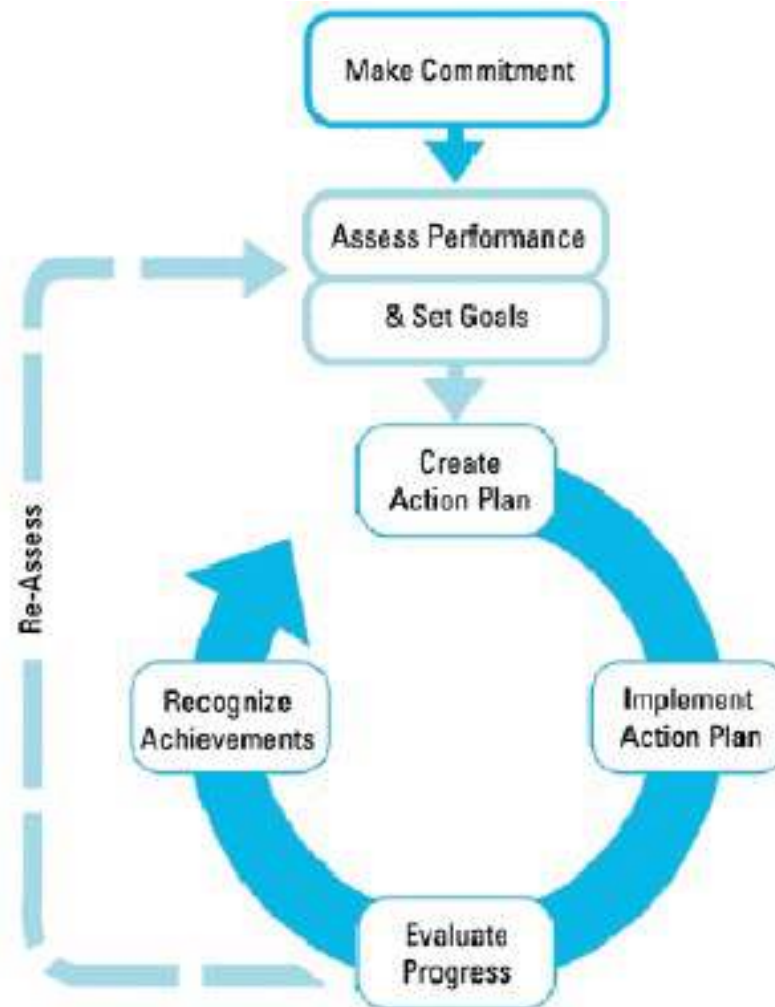 Make Commitment
Assess Performance
& Set Goals
Create
Action Plan
Re-Assess
Recognize
Achievements
Implement
Action Plan
Evaluate
Progress